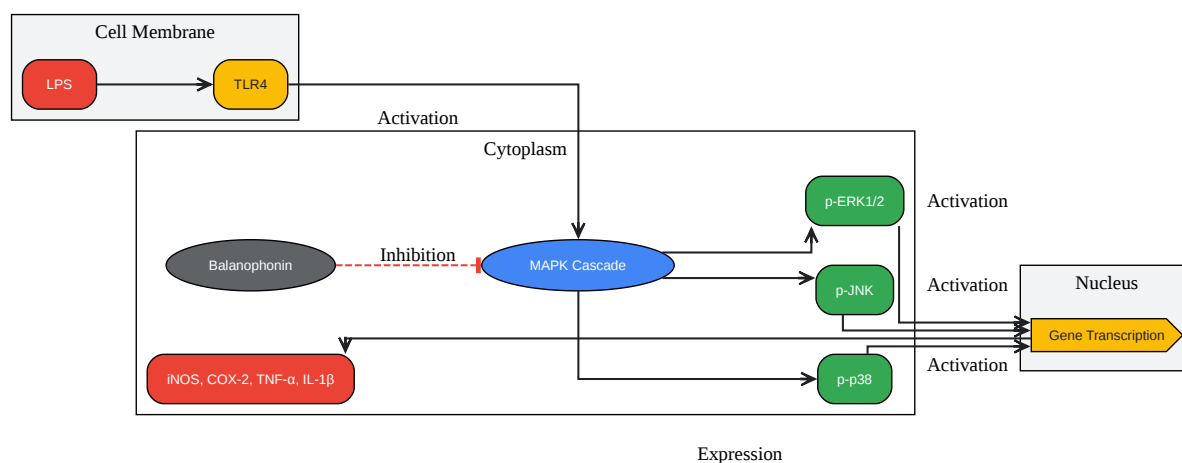 Cell Membrane
LPS
TLR4
Activation
Cytoplasm
p-ERK1/2
Activation
Balanophonin
Inhibition
MAPK Cascade
p-JNK
Activation
Nucleus
Gene Transcription
iNOS, COX-2, TNF-α, IL-1β
p-p38
Activation
Expression